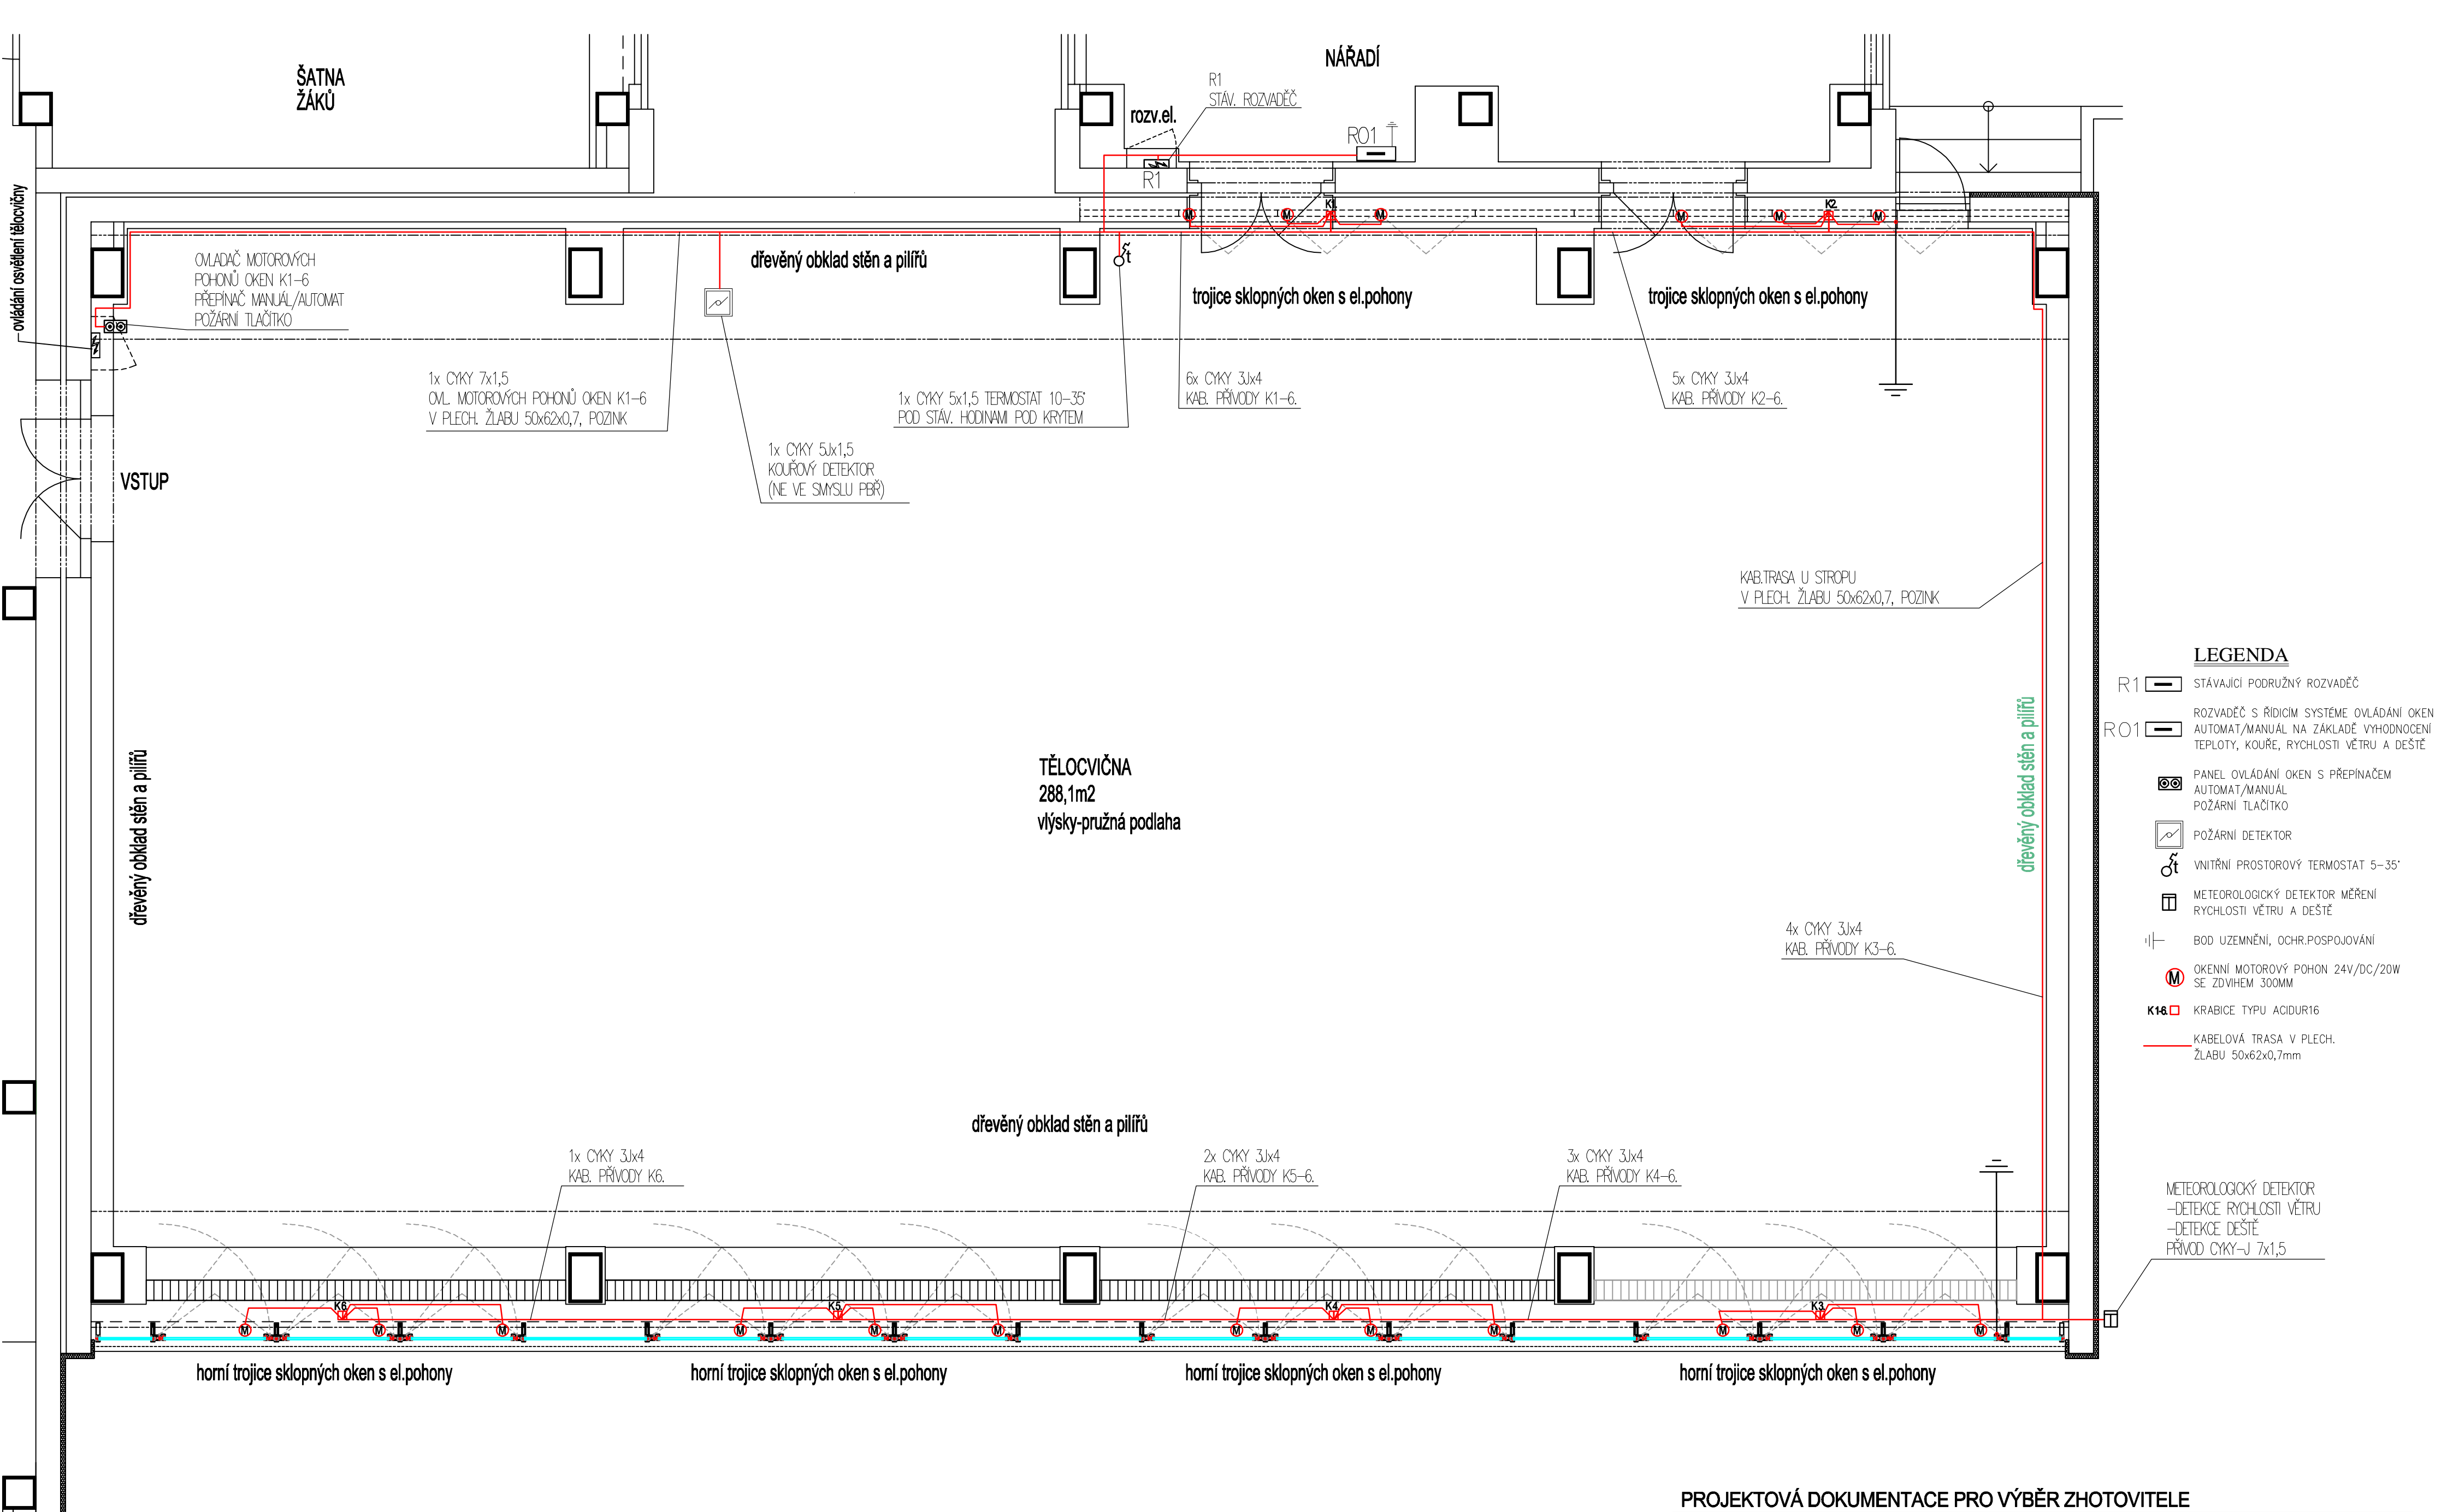 ŠATNA
ŽÁKŮ
NÁŘADÍ
R1
STÁV. ROZVADĚČ
rozv.el.
RO1
R1
M
M
K1.
M
M
M
K2.
M
ovládání osvětlení tělocvičny
OVLADAČ MOTOROVÝCH
POHONŮ OKEN K1-6
PŘEPÍNAČ MANUÁL/AUTOMAT
POŽÁRNÍ TLAČÍTKO
dřevěný obklad stěn a pilířů
t
trojice sklopných oken s el.pohony
trojice sklopných oken s el.pohony
1x CYKY 7x1,5
OVL. MOTOROVÝCH POHONŮ OKEN K1-6
V PLECH. ŽLABU 50x62x0,7, POZINK
1x CYKY 5x1,5 TERMOSTAT 10-35°
POD STÁV. HODINAMI POD KRYTEM
6x CYKY 3Jx4
KAB. PŘÍVODY K1-6.
5x CYKY 3Jx4
KAB. PŘÍVODY K2-6.
1x CYKY 5Jx1,5
KOUŘOVÝ DETEKTOR
(NE VE SMYSLU PBŘ)
VSTUP
KAB.TRASA U STROPU
V PLECH. ŽLABU 50x62x0,7, POZINK
dřevěný obklad stěn a pilířů
TĚLOCVIČNA
288,1m2
vlýsky-pružná podlaha
dřevěný obklad stěn a pilířů
4x CYKY 3Jx4
KAB. PŘÍVODY K3-6.
dřevěný obklad stěn a pilířů
1x CYKY 3Jx4
KAB. PŘÍVODY K6.
2x CYKY 3Jx4
KAB. PŘÍVODY K5-6.
3x CYKY 3Jx4
KAB. PŘÍVODY K4-6.
LEGENDA
R1 STÁVAJÍCÍ PODRUŽNÝ ROZVADĚČ
RO1 ROZVADĚČ S ŘÍDICÍM SYSTÉME OVLÁDÁNÍ OKEN
AUTOMAT/MANUÁL NA ZÁKLADĚ VYHODNOCENÍ
TEPLOTY, KOUŘE, RYCHLOSTI VĚTRU A DEŠTĚ
PANEL OVLÁDÁNÍ OKEN S PŘEPÍNAČEM
AUTOMAT/MANUÁL
POŽÁRNÍ TLAČÍTKO
POŽÁRNÍ DETEKTOR
t VNITŘNÍ PROSTOROVÝ TERMOSTAT 5-35°
METEOROLOGICKÝ DETEKTOR MĚŘENÍ
RYCHLOSTI VĚTRU A DEŠTĚ
BOD UZEMNĚNÍ, OCHR.POSPOJOVÁNÍ
M OKENNÍ MOTOROVÝ POHON 24V/DC/20W
SE ZDVIHEM 300MM
K1-6. KRABICE TYPU ACIDUR16
KABELOVÁ TRASA V PLECH.
ŽLABU 50x62x0,7mm
METEOROLOGICKÝ DETEKTOR
-DETEKCE RYCHLOSTI VĚTRU
-DETEKCE DEŠTĚ
PŘÍVOD CYKY-J 7x1,5
M
K6
M
M
M
K5
M
M
M
K4
M
M
M
K3
M
M
horní trojice sklopných oken s el.pohony
horní trojice sklopných oken s el.pohony
horní trojice sklopných oken s el.pohony
horní trojice sklopných oken s el.pohony
PROJEKTOVÁ DOKUMENTACE PRO VÝBĚR ZHOTOVITELE